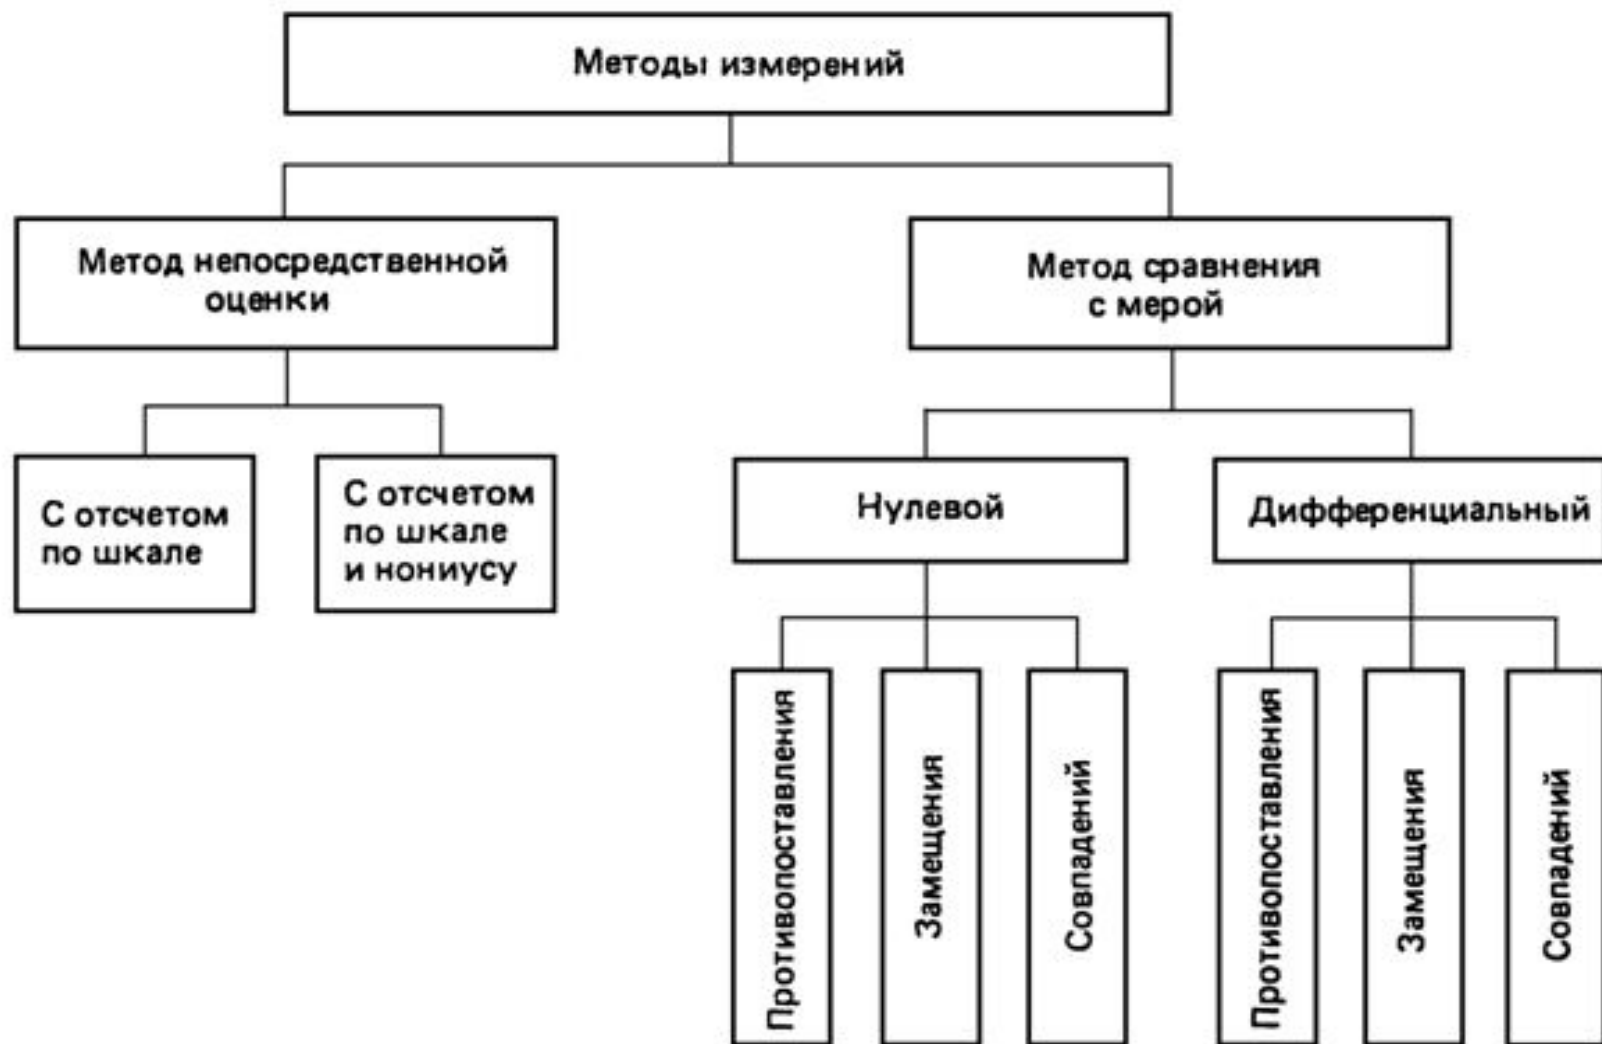 Методы измерений
Метод непосредственной
оценки
Метод сравнения
с мерой
С отсчетом
по шкале
С отсчетом
по шкале
и нониусу
Нулевой
Дифференциальный
Противопоставления
Замещения
Совпадений
Противопоставления
Замещения
Совпадений